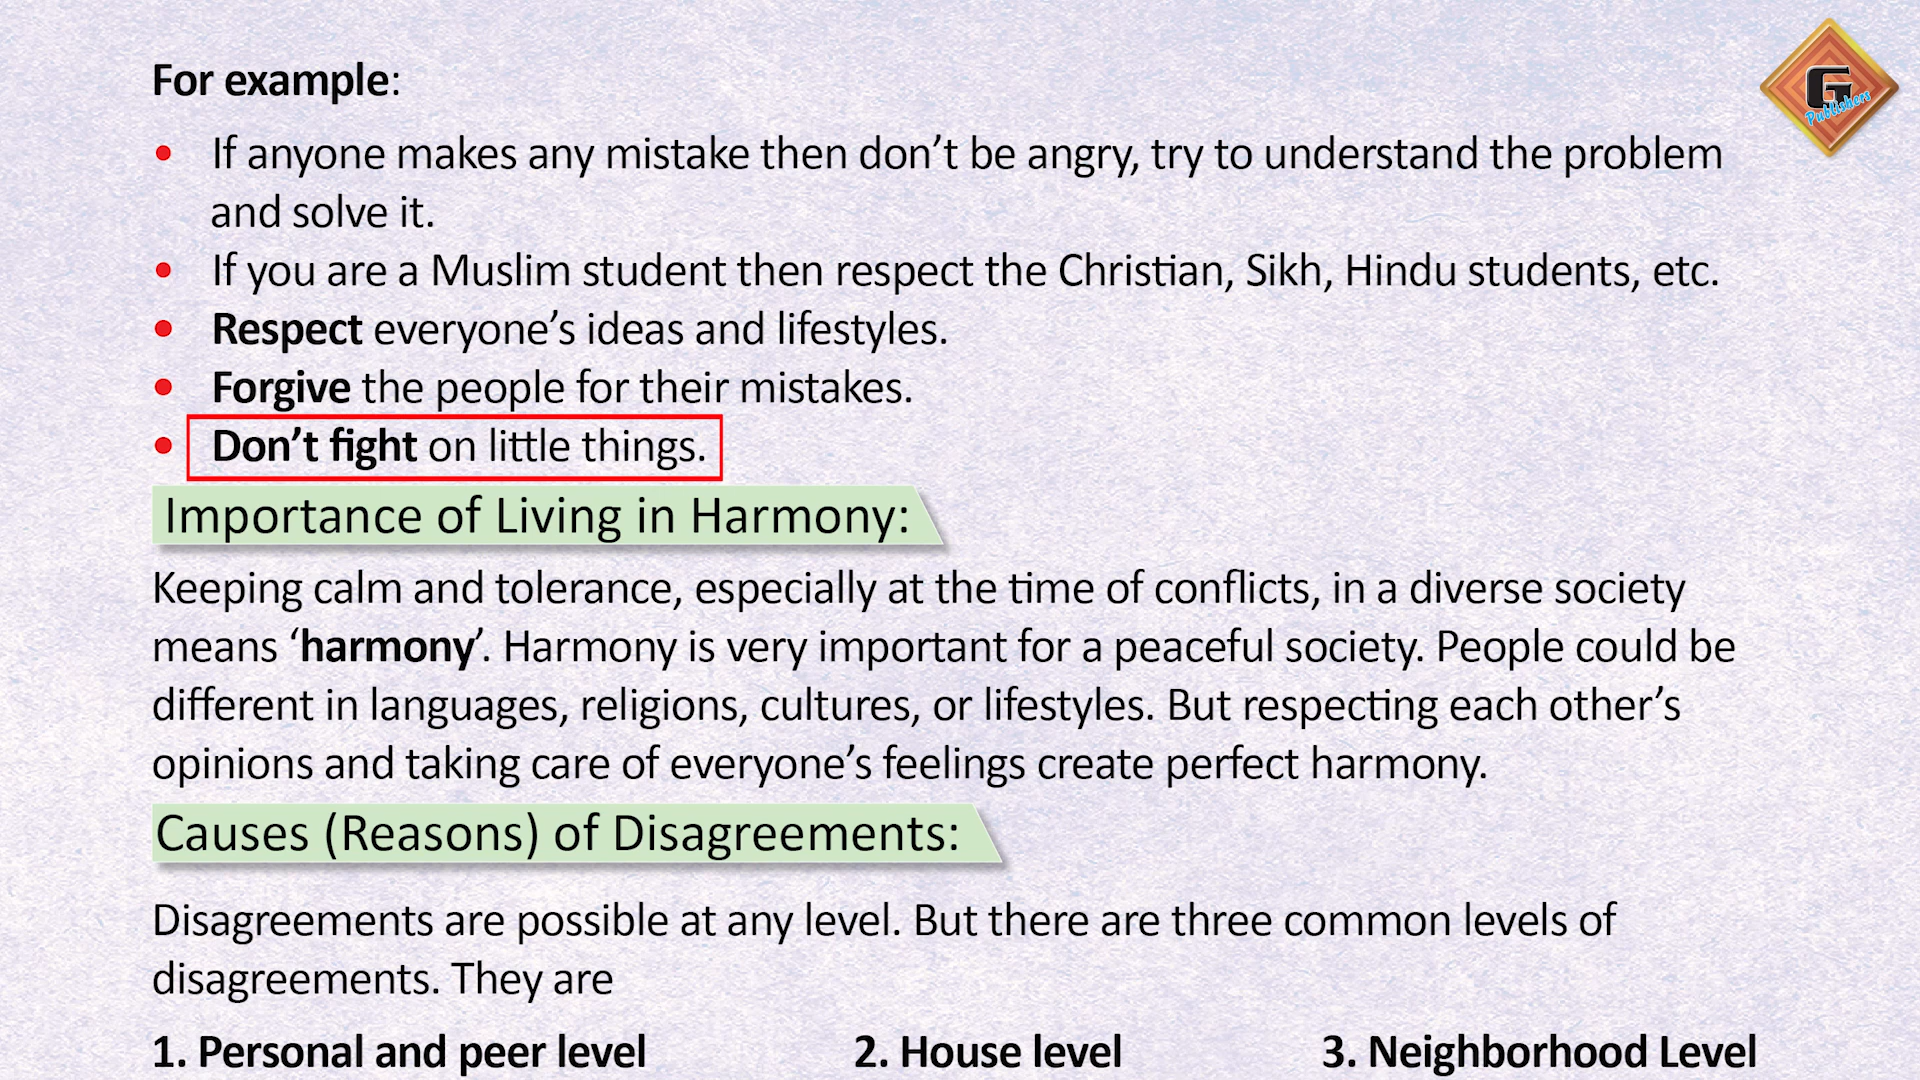 For example:
G
Publishers
• If anyone makes any mistake then don’t be angry, try to understand the problem
and solve it.
• If you are a Muslim student then respect the Christian, Sikh, Hindu students, etc.
• Respect everyone’s ideas and lifestyles.
• Forgive the people for their mistakes.
• Don’t fight on little things.
Importance of Living in Harmony:
Keeping calm and tolerance, especially at the time of conflicts, in a diverse society
means ‘harmony’. Harmony is very important for a peaceful society. People could be
different in languages, religions, cultures, or lifestyles. But respecting each other’s
opinions and taking care of everyone’s feelings create perfect harmony.
Causes (Reasons) of Disagreements:
Disagreements are possible at any level. But there are three common levels of
disagreements. They are
1. Personal and peer level 2. House level 3. Neighborhood Level